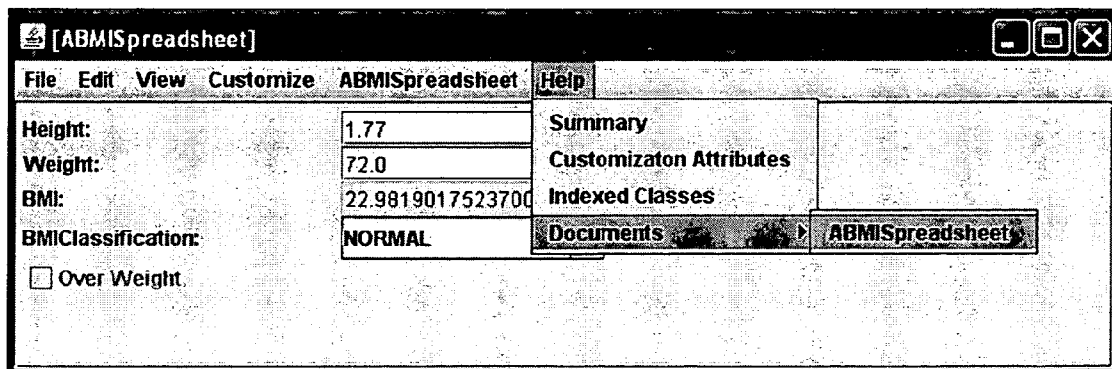 [ABMISpreadsheet]
File Edit View Customize ABMISpreadsheet Help
Height: 1.77
Weight: 72.0
BMI: 22.9819017523700
BMIClassification: NORMAL
Over Weight
Summary
Customizaton Attributes
Indexed Classes
Documents
ABMISpreadsheet